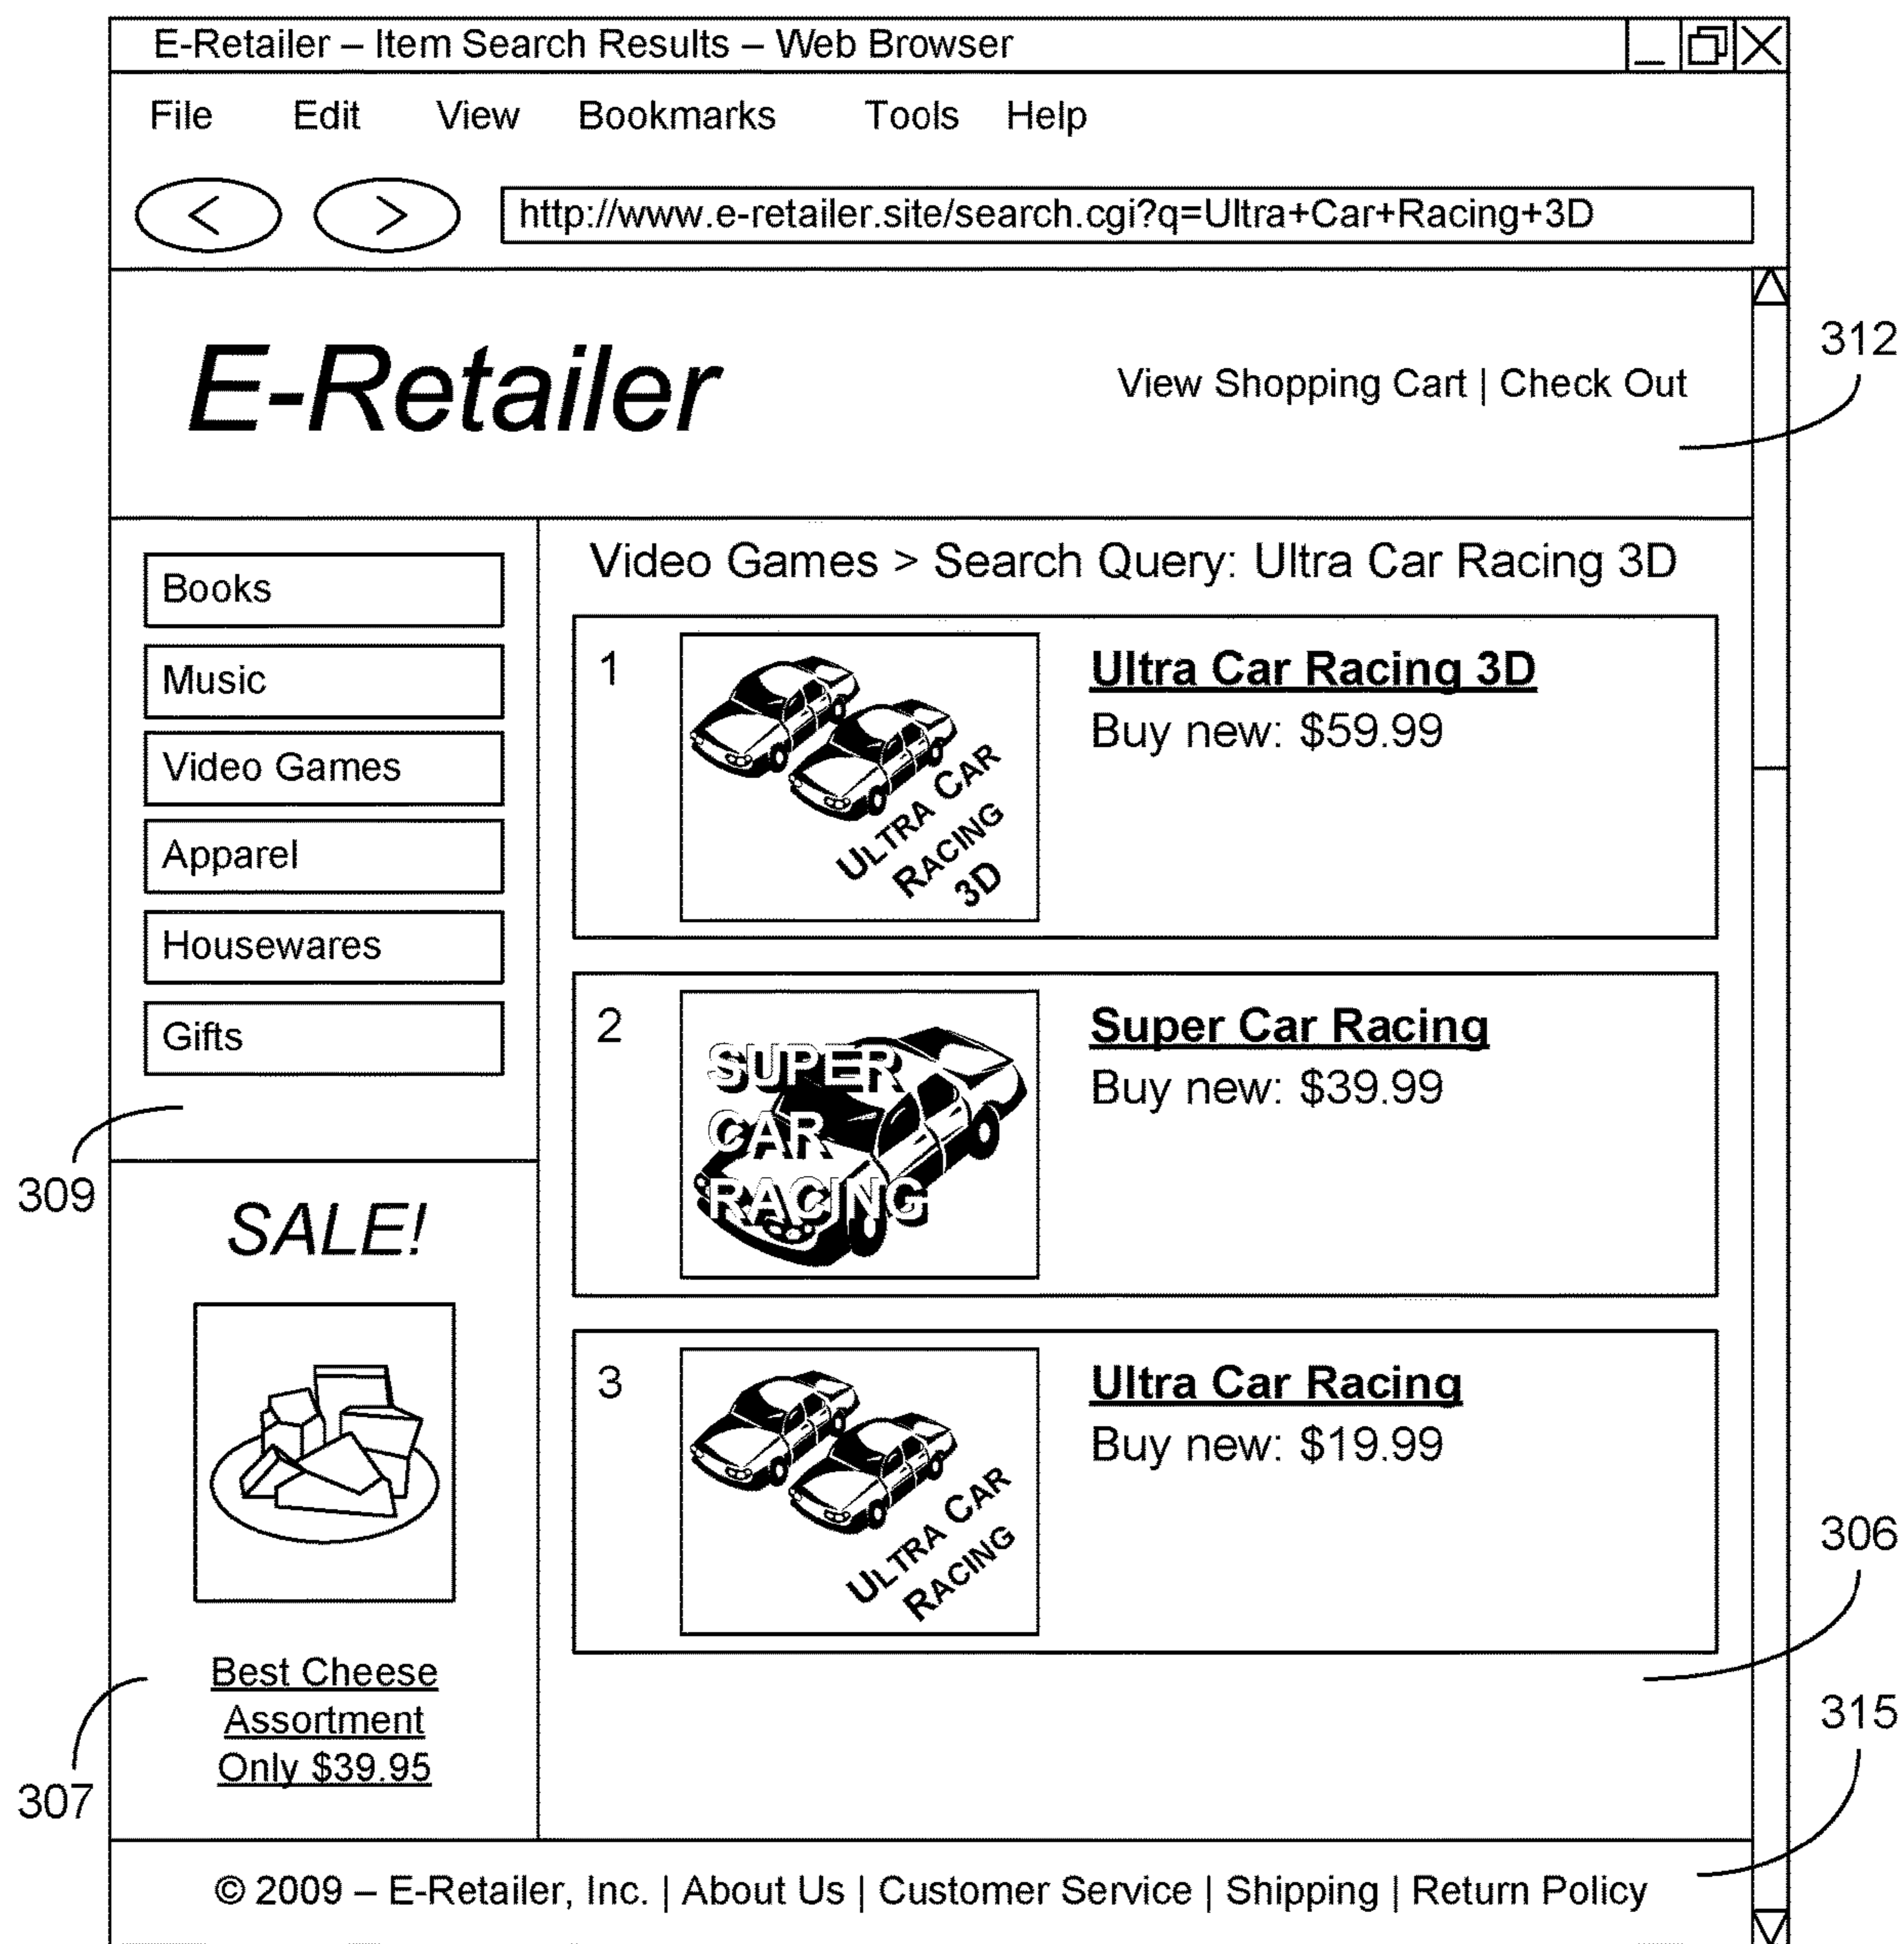 E-Retailer – Item Search Results – Web Browser
File Edit View Bookmarks Tools Help
< > http://www.e-retailer.site/search.cgi?q=Ultra+Car+Racing+3D
E-Retailer
View Shopping Cart | Check Out
312
Books
Music
Video Games
Apparel
Housewares
Gifts
309
SALE!
Best Cheese
Assortment
Only $39.95
307
Video Games > Search Query: Ultra Car Racing 3D
1
ULTRA CAR
RACING
3D
Ultra Car Racing 3D
Buy new: $59.99
2
SUPER
CAR
RACING
Super Car Racing
Buy new: $39.99
3
ULTRA CAR
RACING
Ultra Car Racing
Buy new: $19.99
306
315
© 2009 – E-Retailer, Inc. | About Us | Customer Service | Shipping | Return Policy